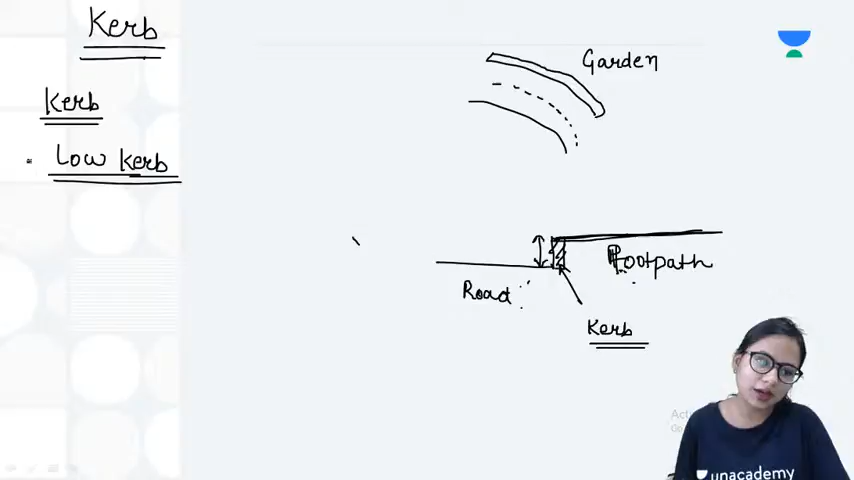 Kerb
Garden
Kerb
Low Kerb
Footpath
Road
Kerb
unacademy